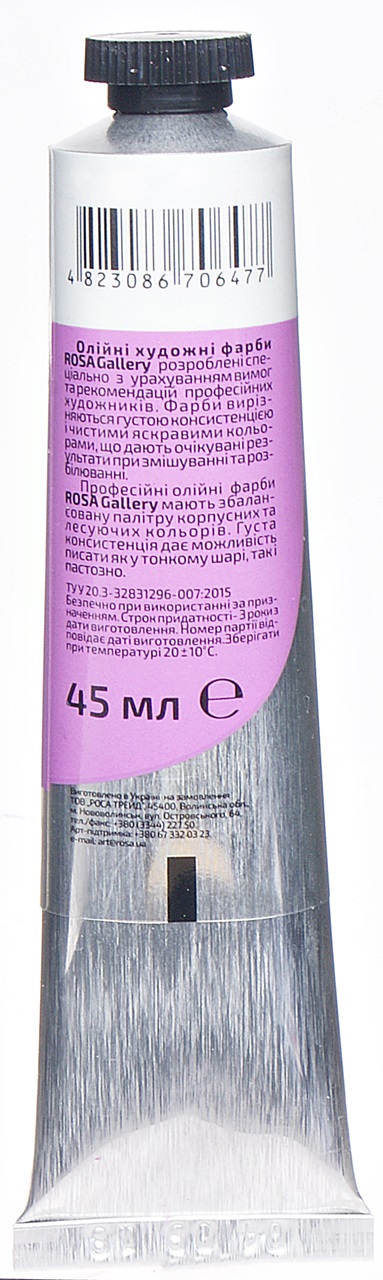 4 823086 706477
Олійні художні фарби
ROSA Gallery розроблені спе-
ціально з урахуванням вимог
та рекомендацій професійних
художників. Фарби виріз-
няються густою консистенцією
і чистими яскравими кольо-
рами, що дають очікувані рез-
ультати при змішуванні та роз-
білюванні.
Професійні олійні фарби
ROSA Gallery мають збалан-
совану палітру корпусних та
лесуючих кольорів. Густа
консистенція дає можливість
писати як у тонкому шарі, так і
пастозно.
ТУ У 20.3-32831296-007:2015
Безпечно при використанні за приз-
наченням. Строк придатності - 3 роки з
дати виготовлення. Номер партії від-
повідає даті виготовлення. Зберігати
при температурі 20 ± 10°C.
45 мл ℮
Виготовлено в Україні на замовлення
ТОВ „РОСА ТРЕЙД", 45400, Волинська обл.,
м. Нововолинськ, вул. Островського, 64,
тел./факс: +380 (3344) 227 50
Арт-підтримка: +380 67 332 03 23,
e-mail: art@rosa.ua